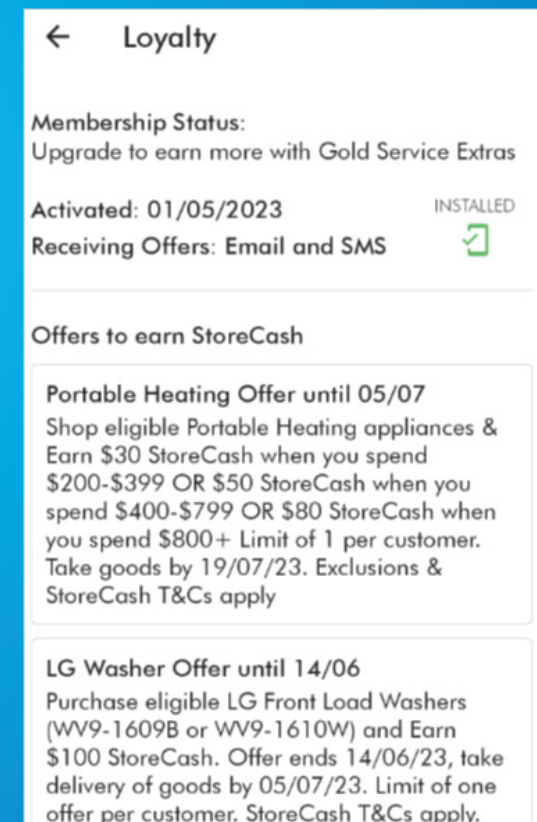 Loyalty
Membership Status:
Upgrade to earn more with Gold Service Extras
Activated: 01/05/2023
INSTALLED
Receiving Offers: Email and SMS
Offers to earn StoreCash
Portable Heating Offer until 05/07
Shop eligible Portable Heating appliances &
Earn $30 StoreCash when you spend
$200-$399 OR $50 StoreCash when you
spend $400-$799 OR $80 StoreCash when
you spend $800+ Limit of 1 per customer.
Take goods by 19/07/23. Exclusions &
StoreCash T&Cs apply
LG Washer Offer until 14/06
Purchase eligible LG Front Load Washers
(WV9-1609B or WV9-1610W) and Earn
$100 StoreCash. Offer ends 14/06/23, take
delivery of goods by 05/07/23. Limit of one
offer per customer. StoreCash T&Cs apply.